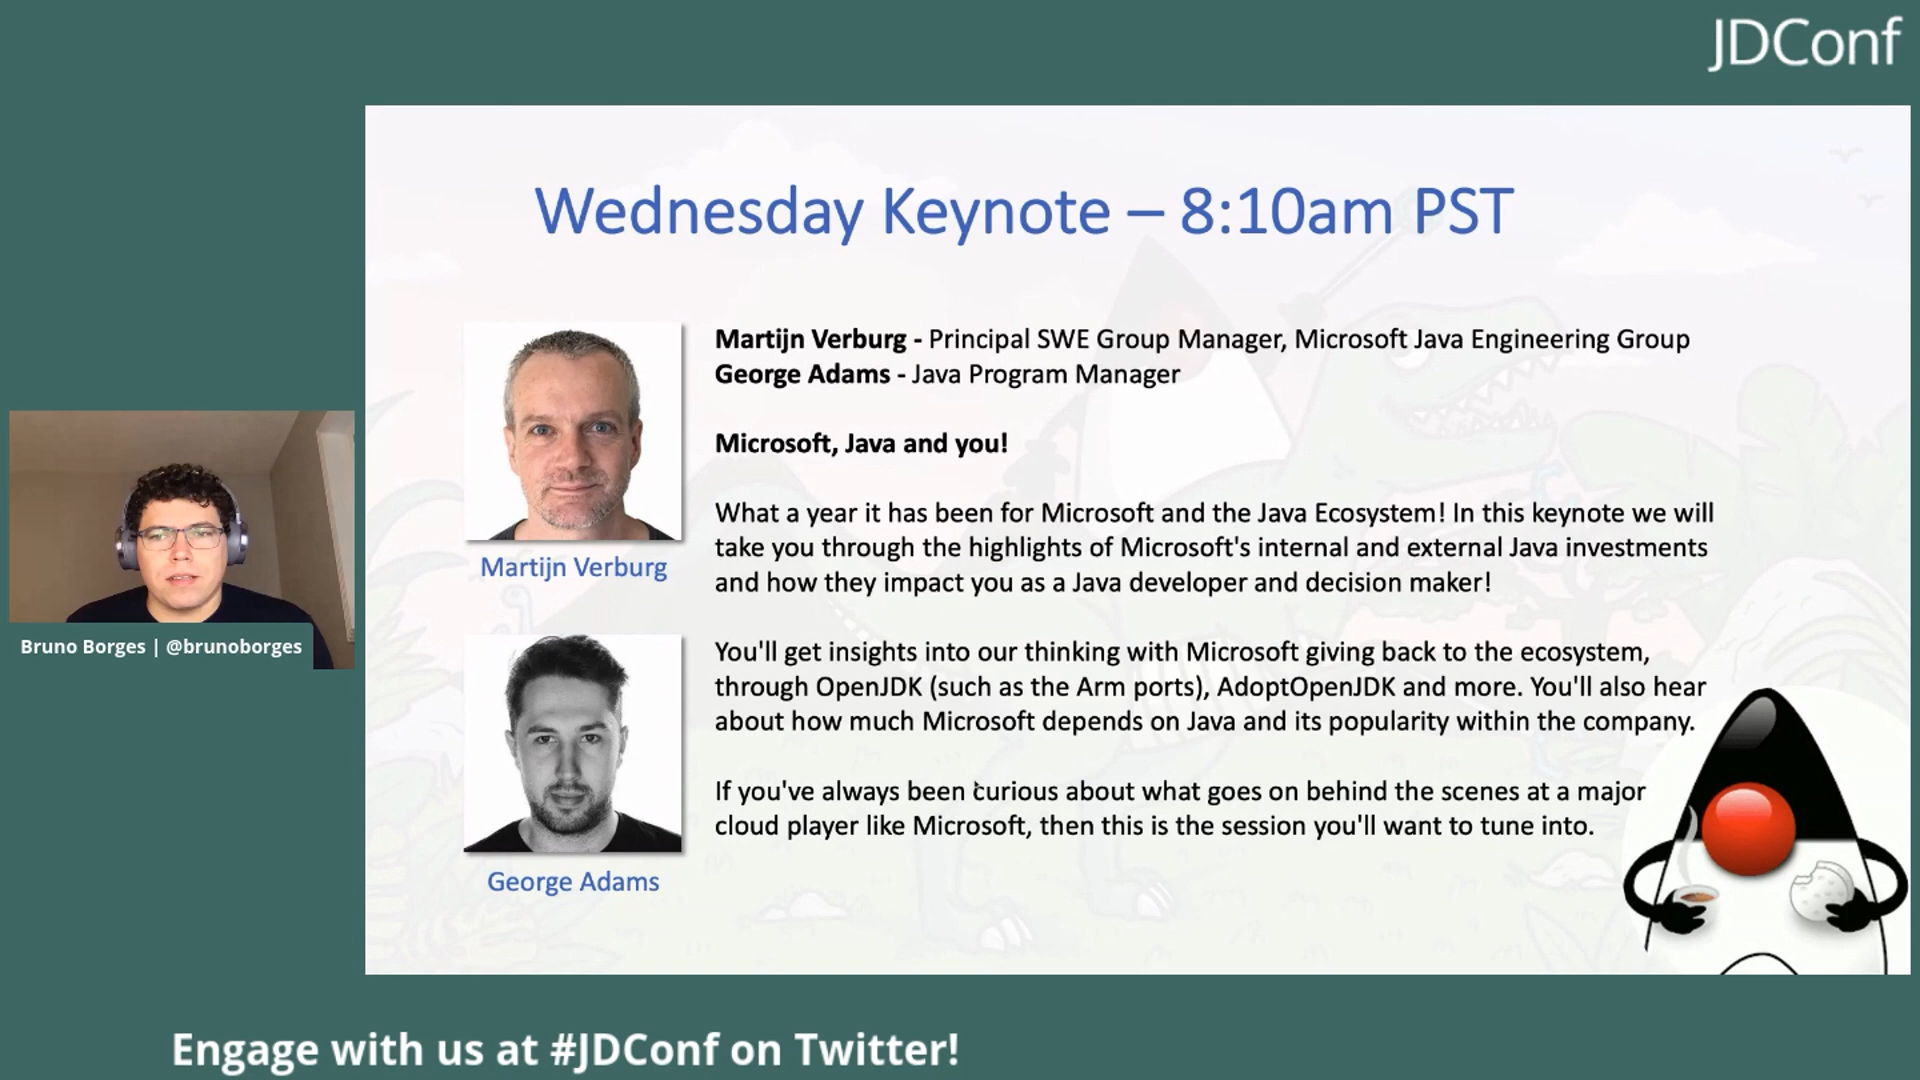 JDConf
Wednesday Keynote – 8:10am PST
Martijn Verburg - Principal SWE Group Manager, Microsoft Java Engineering Group
George Adams - Java Program Manager
Microsoft, Java and you!
What a year it has been for Microsoft and the Java Ecosystem! In this keynote we will
take you through the highlights of Microsoft's internal and external Java investments
and how they impact you as a Java developer and decision maker!
Martijn Verburg
You'll get insights into our thinking with Microsoft giving back to the ecosystem,
through OpenJDK (such as the Arm ports), AdoptOpenJDK and more. You'll also hear
about how much Microsoft depends on Java and its popularity within the company.
If you've always been curious about what goes on behind the scenes at a major
cloud player like Microsoft, then this is the session you'll want to tune into.
George Adams
Bruno Borges | @brunoborges
Engage with us at #JDConf on Twitter!